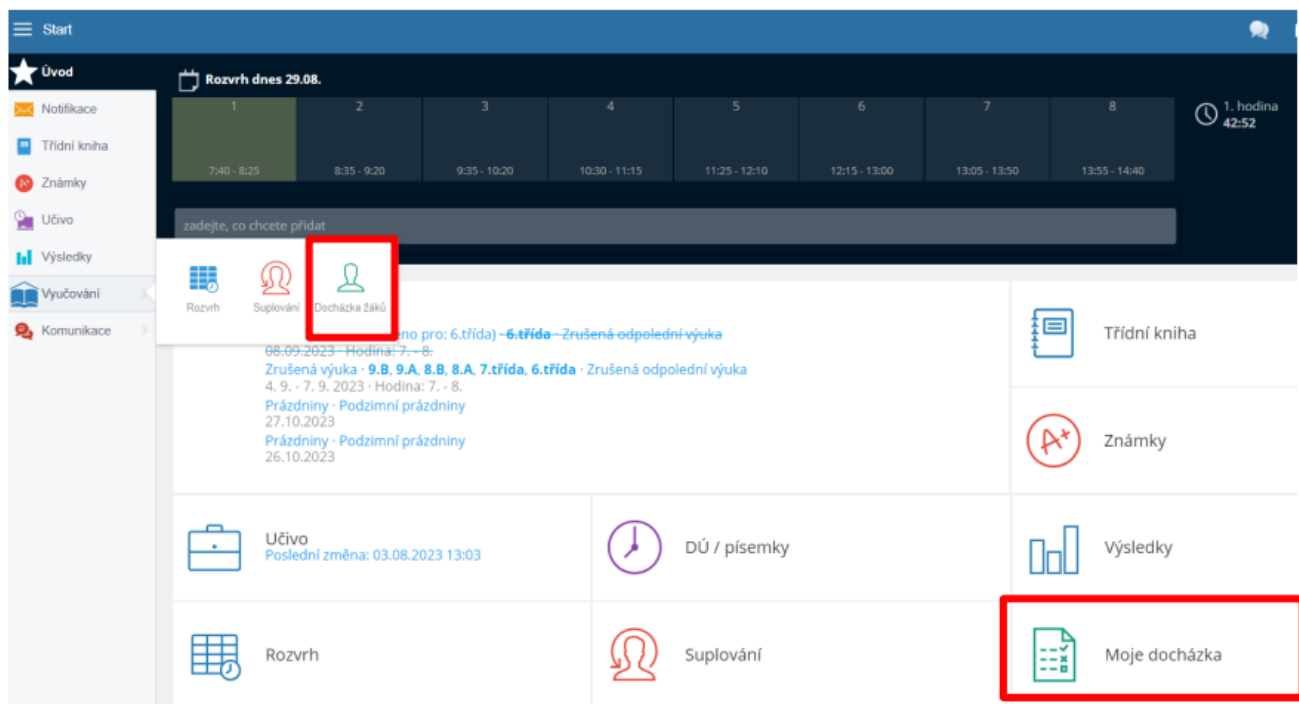 Start
Úvod
Notifikace
Třídní kniha
Známky
Učivo
Výsledky
Vyučování
Komunikace
Rozvrh dnes 29.08.
1 2 3 4 5 6 7 8
7:40 - 8:25 8:35 - 9:20 9:35 - 10:20 10:30 - 11:15 11:25 - 12:10 12:15 - 13:00 13:05 - 13:50 13:55 - 14:40
1. hodina
42:52
zadejte, co chcete přidat
Rozvrh
Suplování
Docházka žáků
pro: 6.třída) - 6.třída · Zrušená odpolední výuka
08.09.2023 · Hodina: 7. - 8.
Zrušená výuka · 9.B, 9.A, 8.B, 8.A, 7.třída, 6.třída · Zrušená odpolední výuka
4. 9. - 7. 9. 2023 · Hodina: 7. - 8.
Prázdniny · Podzimní prázdniny
27.10.2023
Prázdniny · Podzimní prázdniny
26.10.2023
Třídní kniha
A+
Známky
Učivo
Poslední změna: 03.08.2023 13:03
DÚ / písemky
Výsledky
Rozvrh
Suplování
Moje docházka